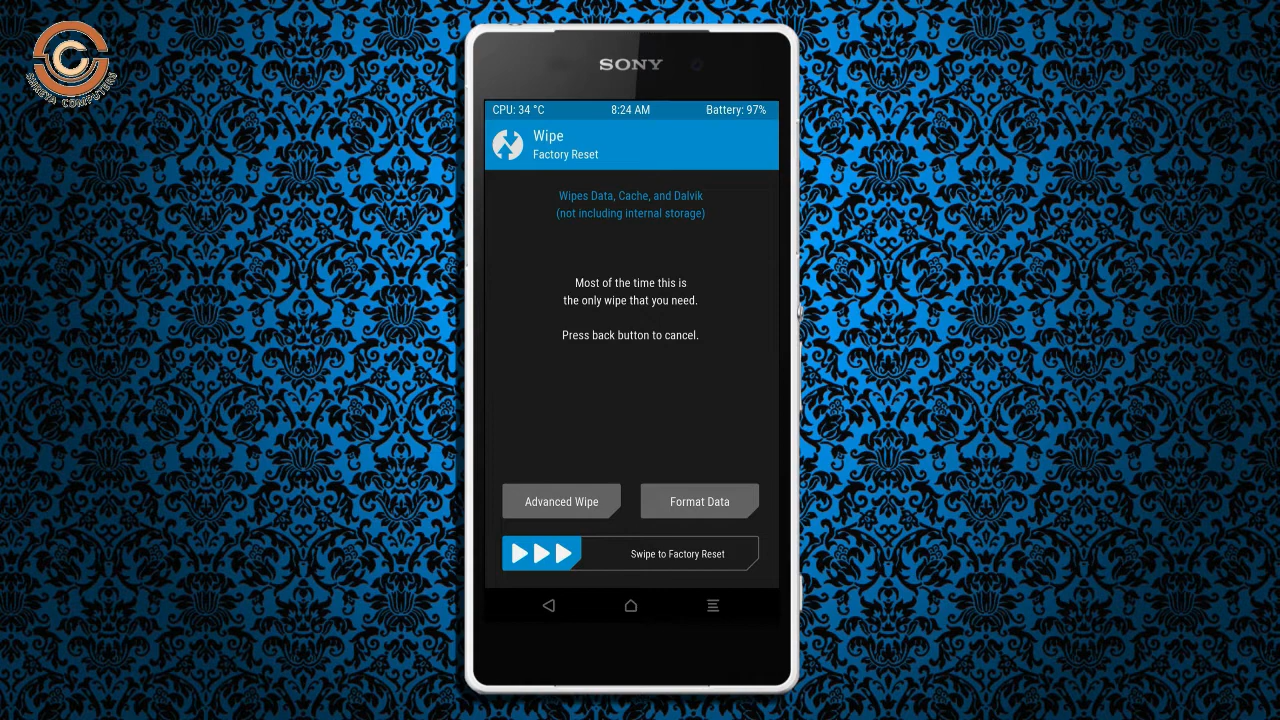 SHREYA COMPUTERS
SONY
CPU: 34 °C 8:24 AM Battery: 97%
Wipe
Factory Reset
Wipes Data, Cache, and Dalvik
(not including internal storage)
Most of the time this is
the only wipe that you need.
Press back button to cancel.
Advanced Wipe Format Data
Swipe to Factory Reset